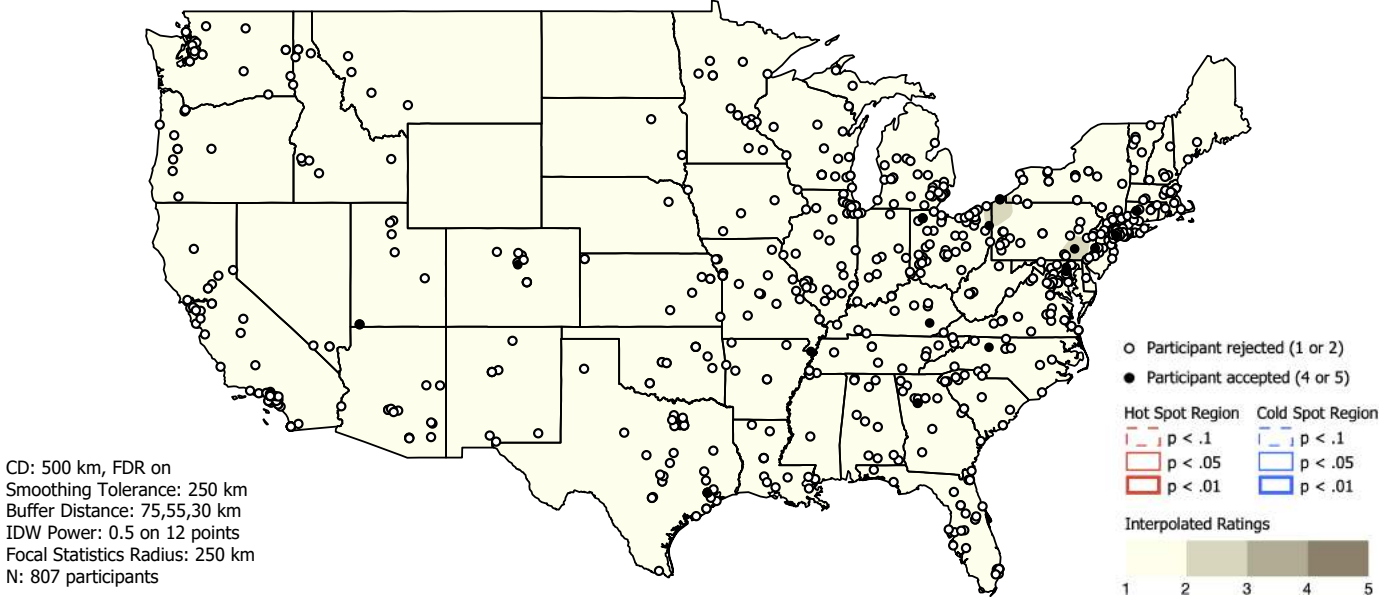 CD: 500 km, FDR on
Smoothing Tolerance: 250 km
Buffer Distance: 75,55,30 km
IDW Power: 0.5 on 12 points
Focal Statistics Radius: 250 km
N: 807 participants
Participant rejected (1 or 2)
Participant accepted (4 or 5)
Hot Spot Region Cold Spot Region
p < .1 p < .1
p < .05 p < .05
p < .01 p < .01
Interpolated Ratings
1 2 3 4 5